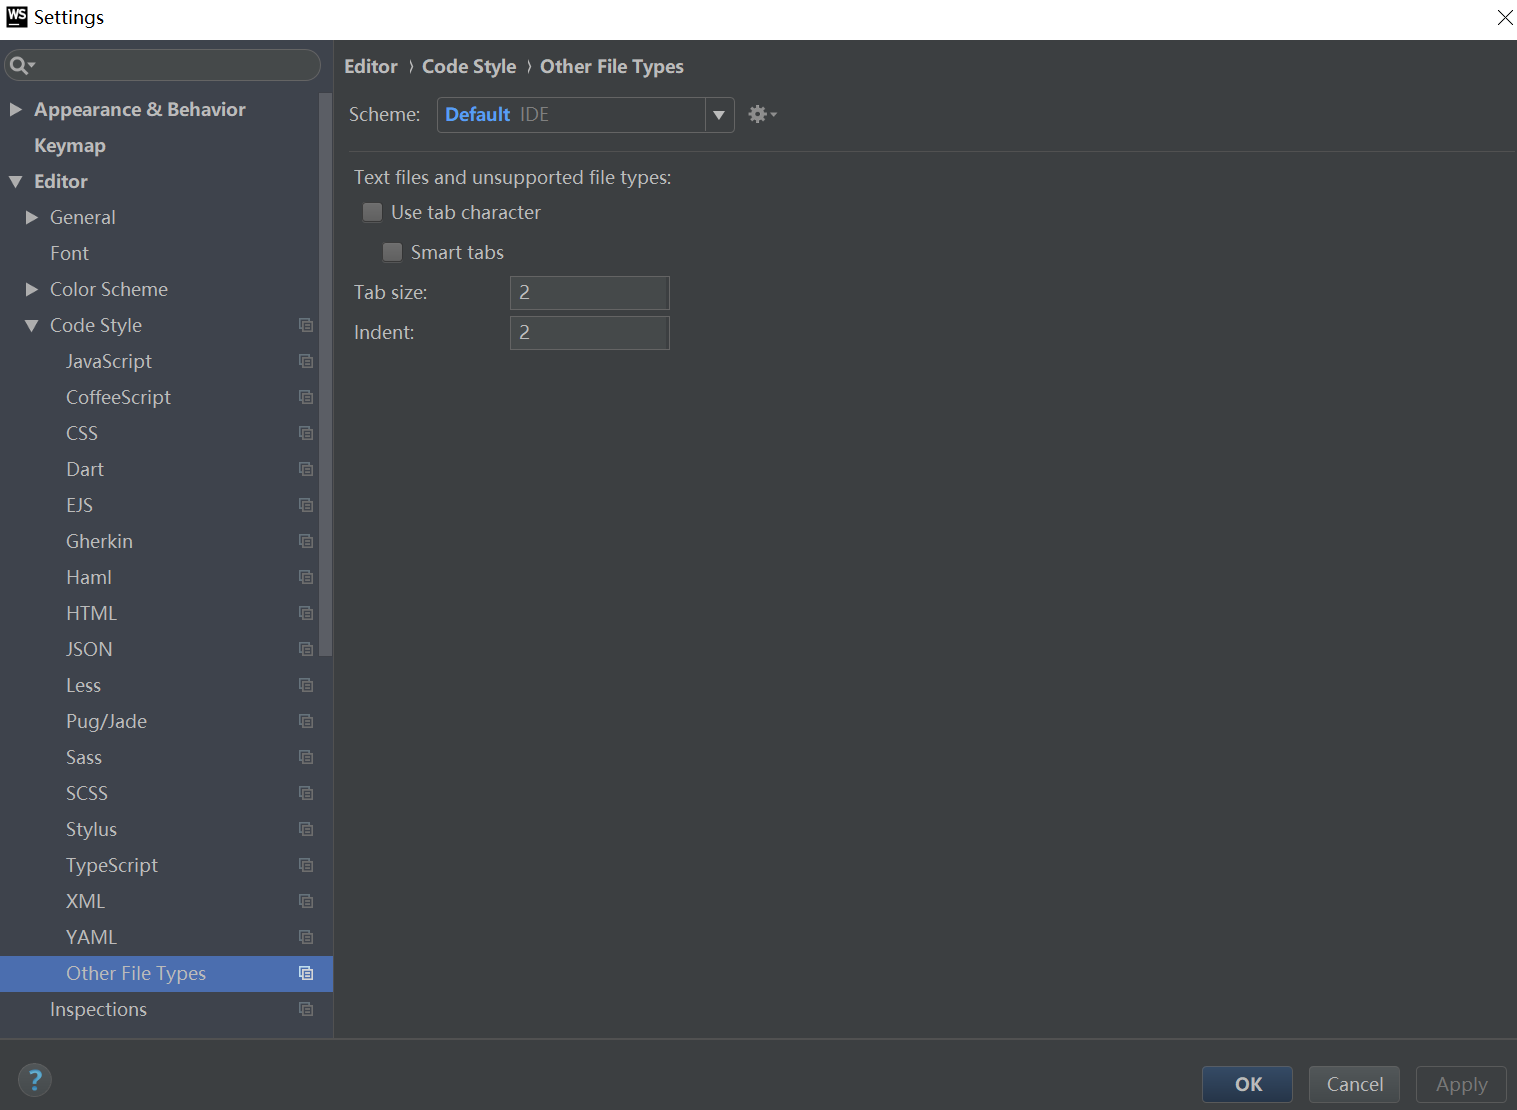 WS Settings
Editor › Code Style › Other File Types
Appearance & Behavior
Keymap
Editor
General
Font
Color Scheme
Code Style
JavaScript
CoffeeScript
CSS
Dart
EJS
Gherkin
Haml
HTML
JSON
Less
Pug/Jade
Sass
SCSS
Stylus
TypeScript
XML
YAML
Other File Types
Inspections
Scheme: Default IDE
Text files and unsupported file types:
Use tab character
Smart tabs
Tab size: 2
Indent: 2
?
OK Cancel Apply